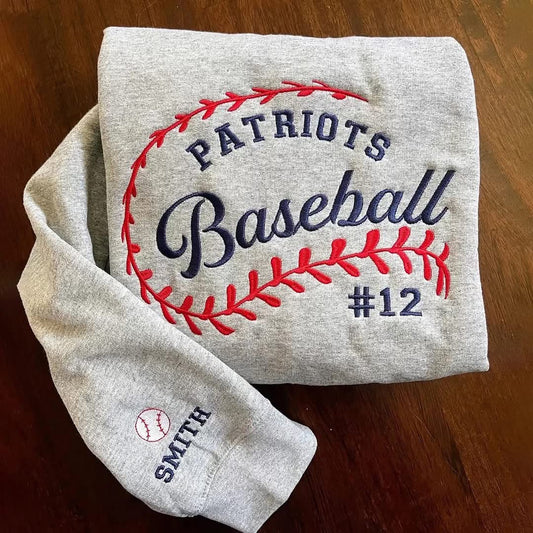 PATRIOTS
Baseball
#12
SMITH